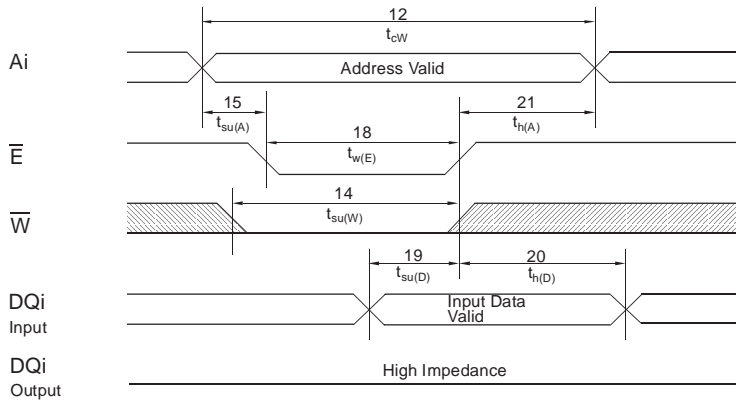 12
tcW
Ai
Address Valid
15
tsu(A)
21
th(A)
E
18
tw(E)
14
tsu(W)
W
19
tsu(D)
20
th(D)
DQi
Input
Input Data
Valid
DQi
Output
High Impedance